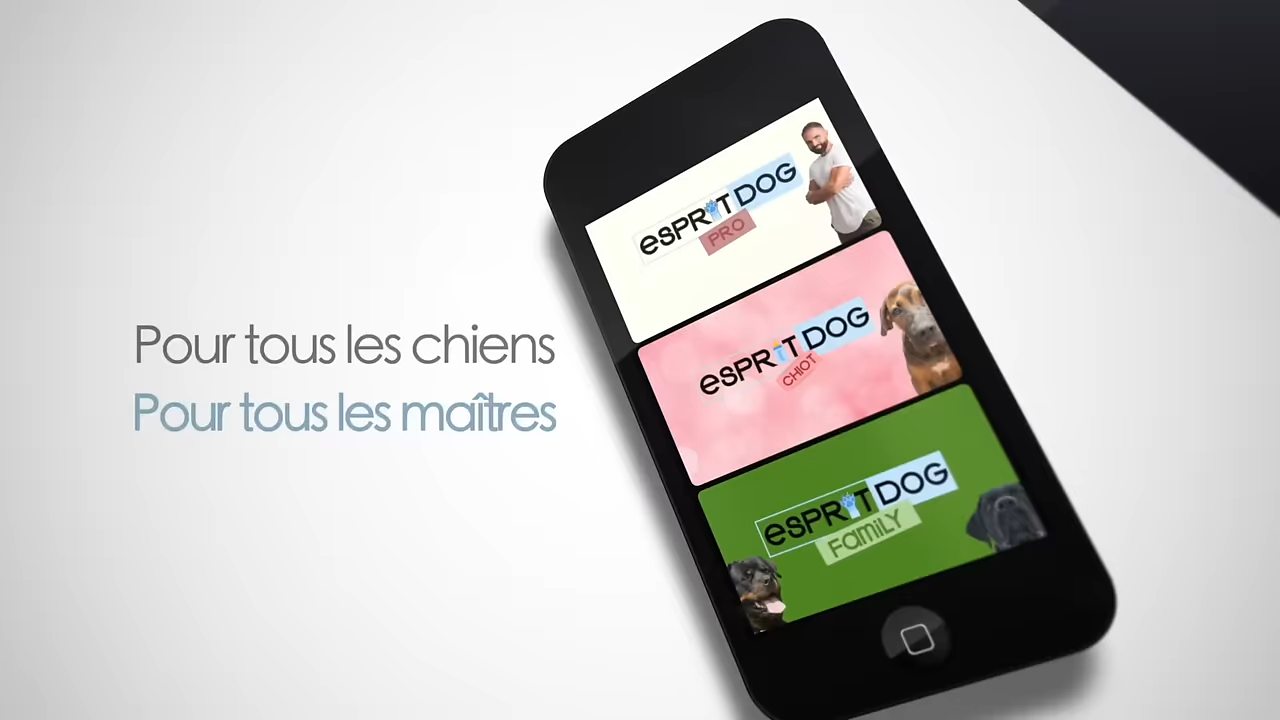 Pour tous les chiens
Pour tous les maîtres
esprit DOG
PRO
esprit DOG
CHIOT
esprit DOG
FamiLY